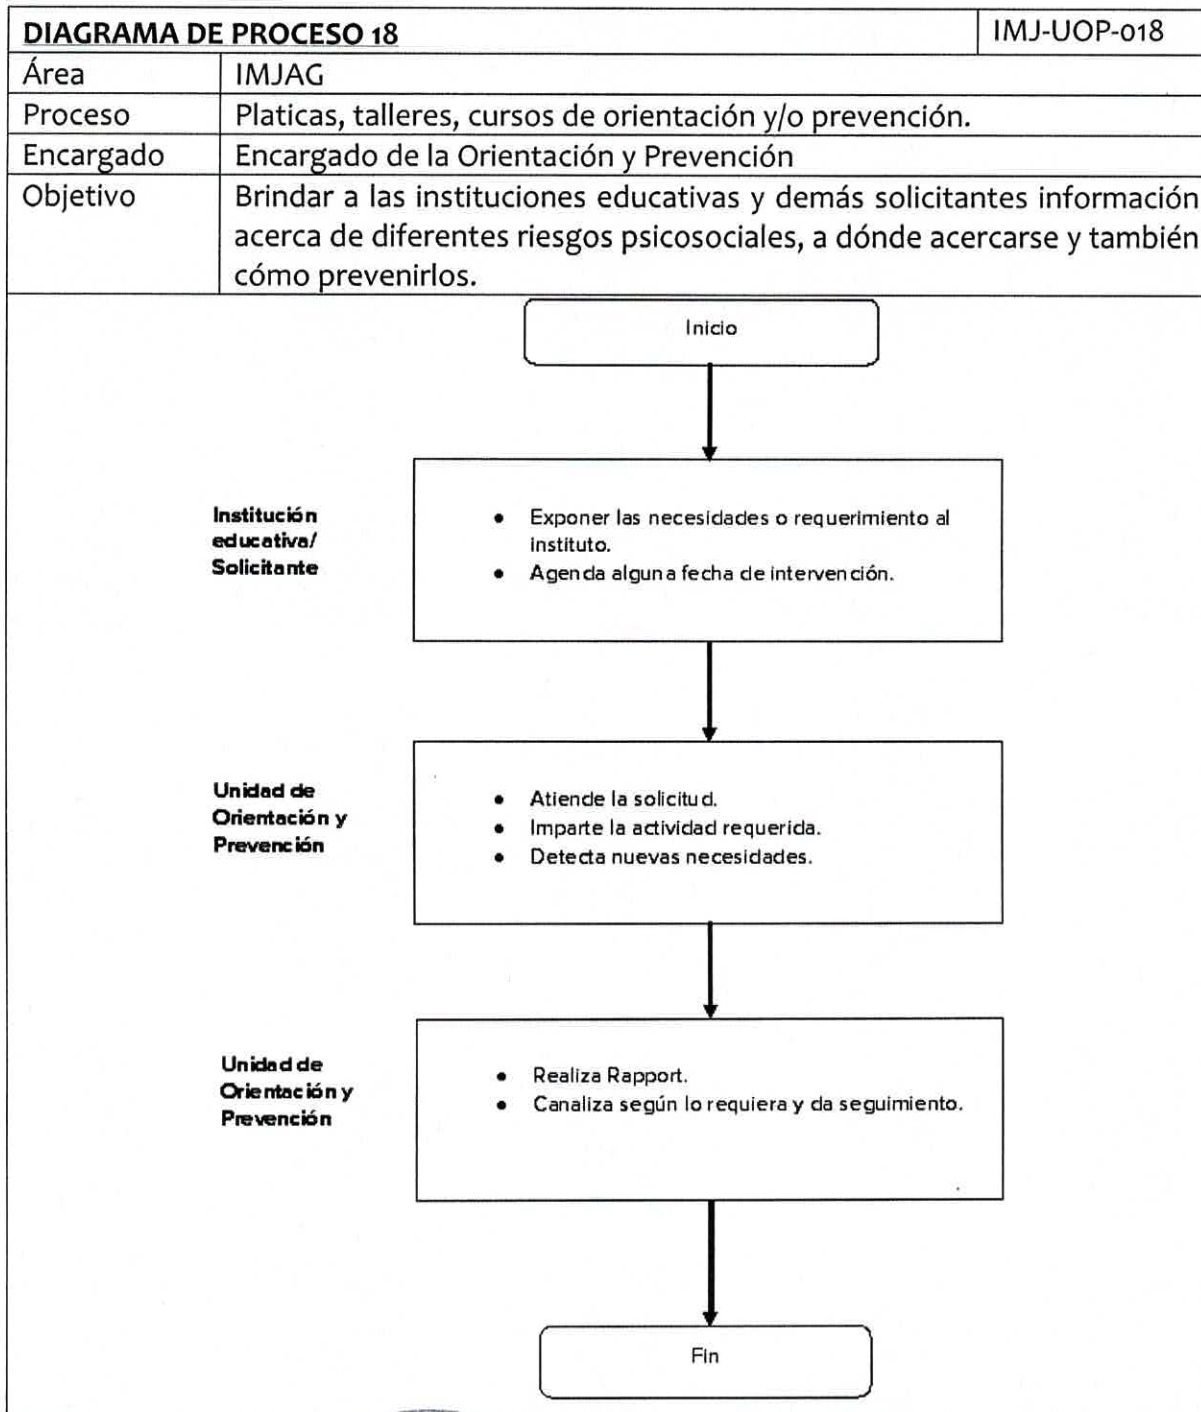 DIAGRAMA DE PROCESO 18 IMJ-UOP-018
Área IMJAG
Proceso Platicas, talleres, cursos de orientación y/o prevención.
Encargado Encargado de la Orientación y Prevención
Objetivo Brindar a las instituciones educativas y demás solicitantes información
acerca de diferentes riesgos psicosociales, a dónde acercarse y también
cómo prevenirlos.
Inicio
Institución
educativa/
Solicitante
• Exponer las necesidades o requerimiento al
instituto.
• Agenda alguna fecha de intervención.
Unidad de
Orientación y
Prevención
• Atiende la solicitud.
• Imparte la actividad requerida.
• Detecta nuevas necesidades.
Unidad de
Orientación y
Prevención
• Realiza Rapport.
• Canaliza según lo requiera y da seguimiento.
Fin